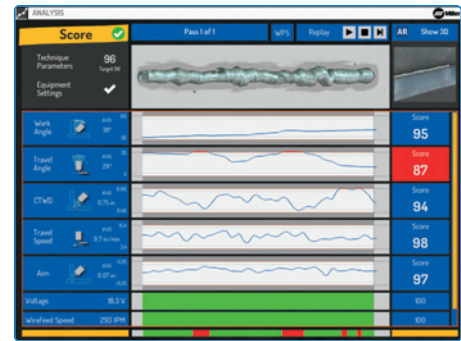 ANALYSIS
Miller
Score
Pass 1 of 1
WPS
Replay
AR
Show 3D
Technique Parameters
96
Target 90
Equipment Settings
Work Angle
AVG
38°
Score
95
Travel Angle
AVG
29°
Score
87
CTWD
AVG
0.75 in
Score
94
Travel Speed
AVG
9.7 in/min
Score
98
Aim
AVG
0.07 in
Score
97
Voltage
18.3 V
100
Wirefeed Speed
293 IPM
100